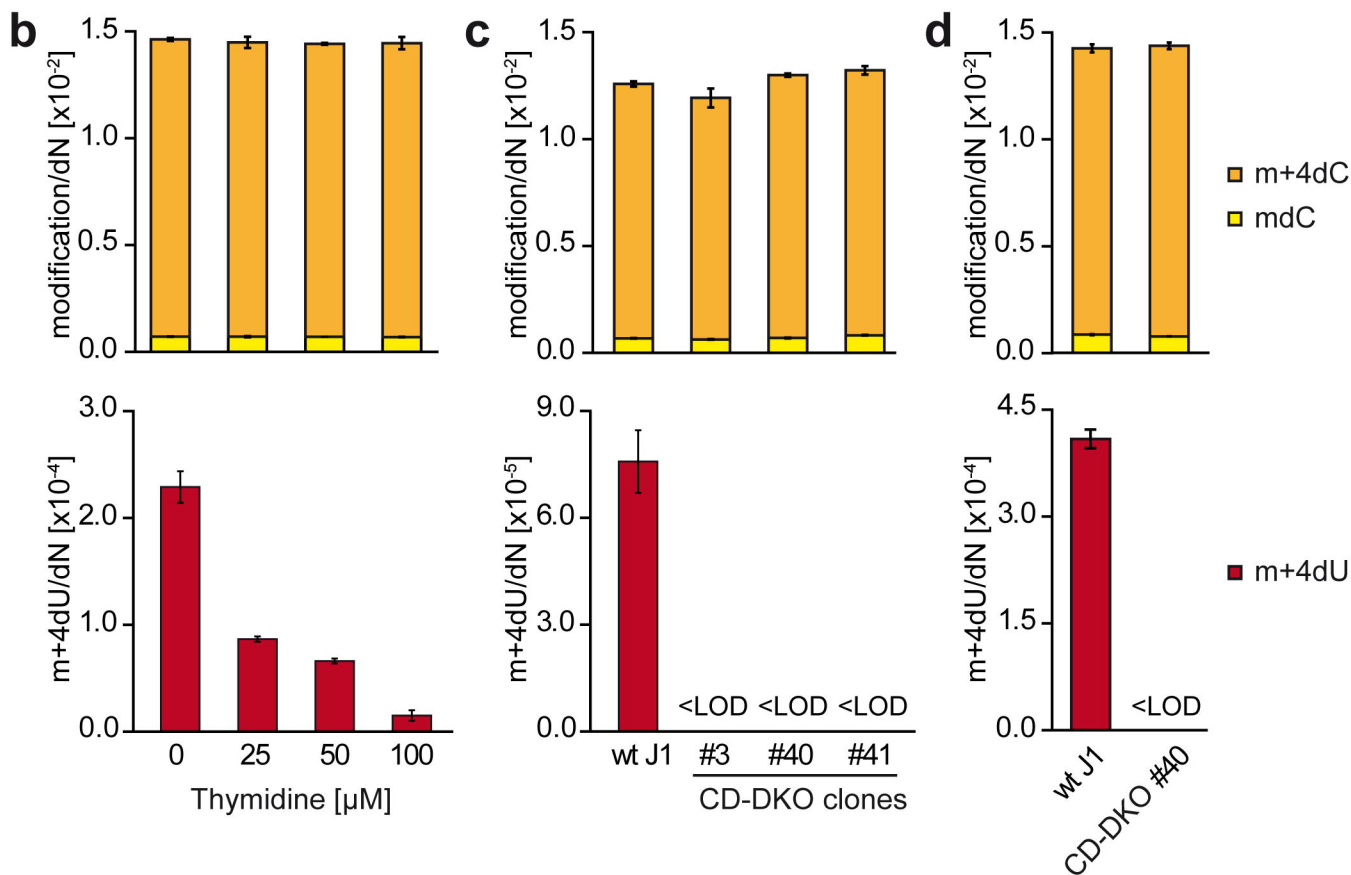 b
modification/dN [x10⁻²]
1.5
1.0
0.5
0.0
m+4dU/dN [x10⁻⁴]
3.0
2.0
1.0
0.0
0 25 50 100
Thymidine [µM]
c
modification/dN [x10⁻²]
1.5
1.0
0.5
0.0
m+4dU/dN [x10⁻⁵]
9.0
6.0
3.0
0.0
<LOD <LOD <LOD
wt J1 #3 #40 #41
CD-DKO clones
d
modification/dN [x10⁻²]
1.5
1.0
0.5
0.0
m+4dC
mdC
m+4dU/dN [x10⁻⁴]
4.5
3.0
1.5
0.0
<LOD
wt J1
CD-DKO #40
m+4dU